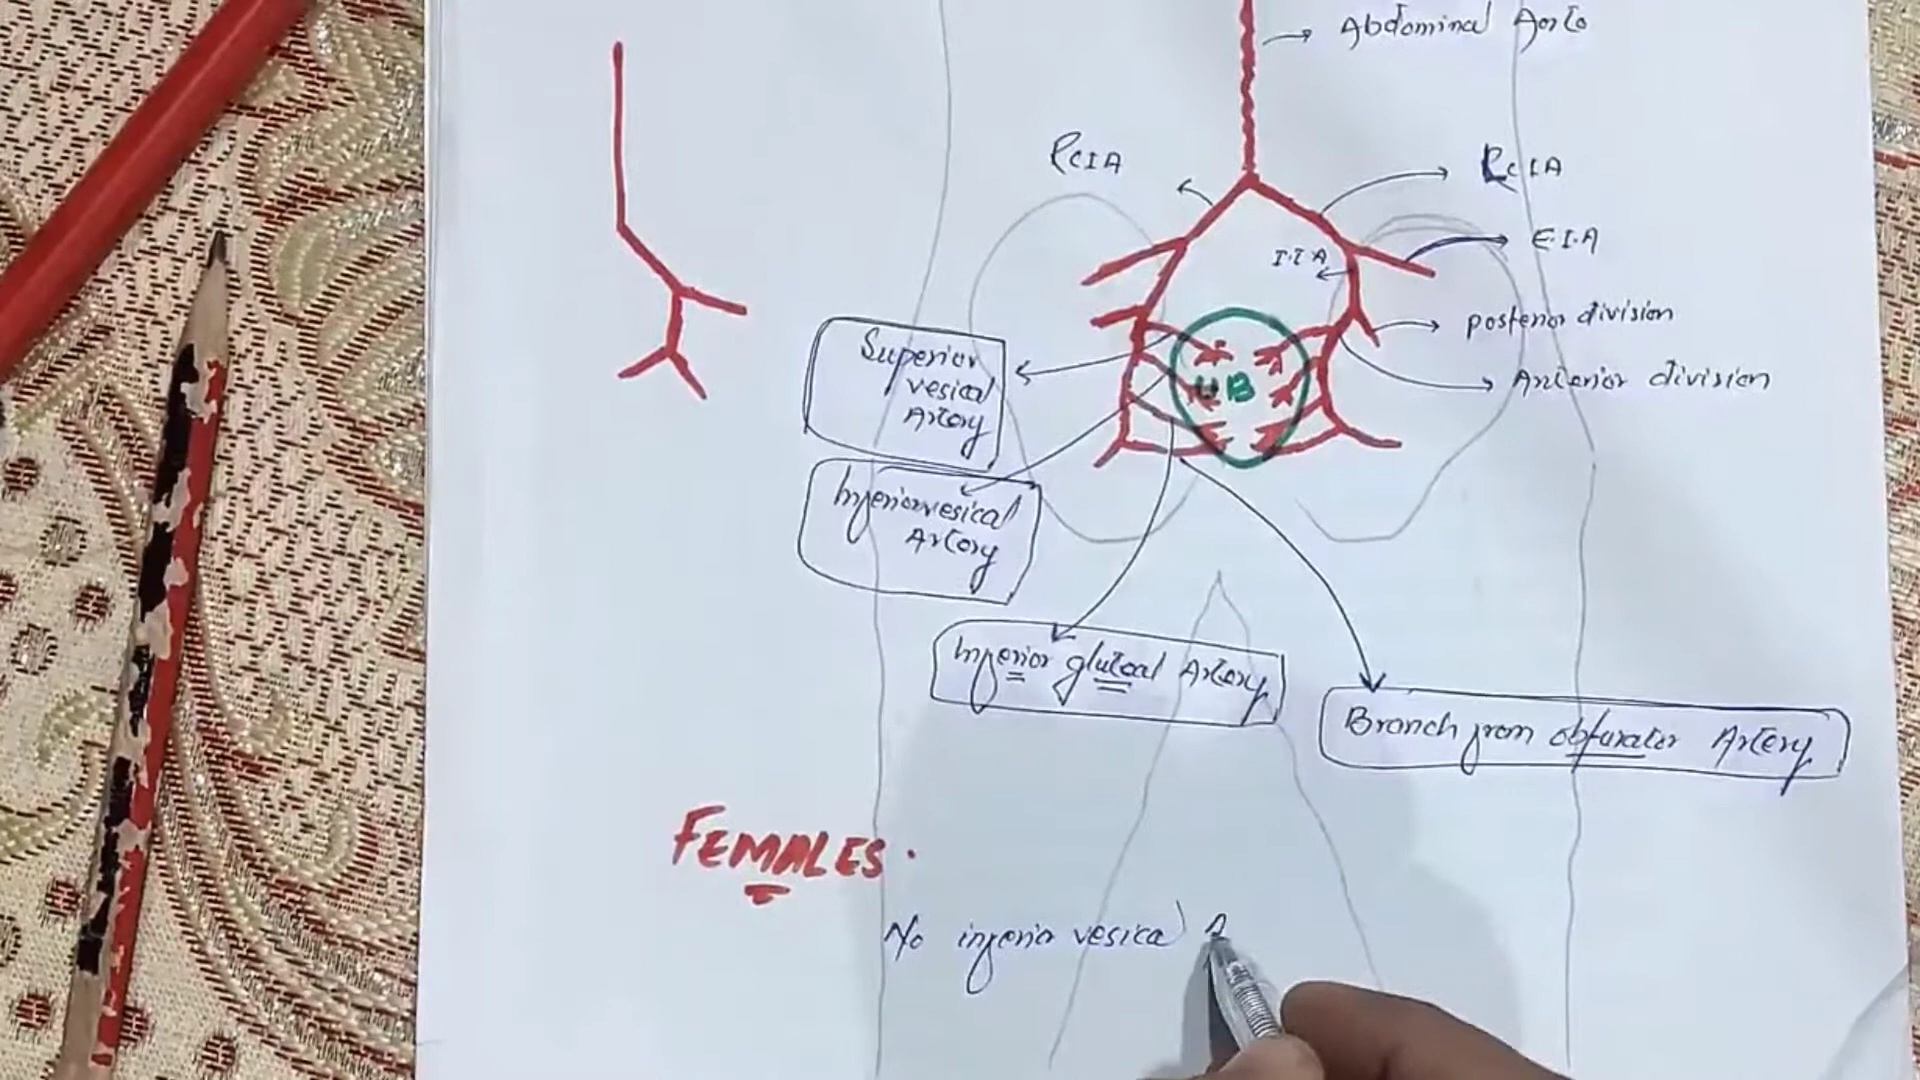 Abdominal Aorta
RCIA
LCIA
E.I.A
I.I.A
posterior division
Anterior division
Superior
vesical
Artery
UB
Inferior vesical
Artery
Inferior gluteal Artery
Branch from obturator Artery
FEMALES.
No inferior vesical A